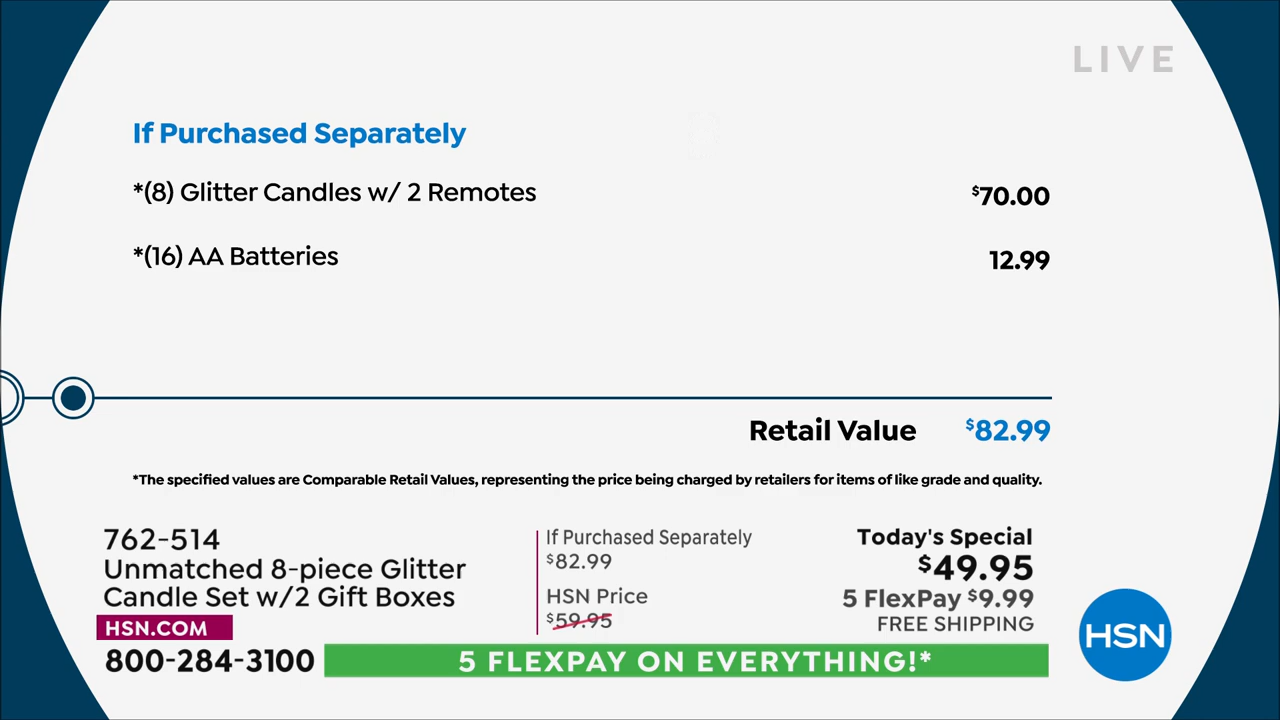 LIVE
If Purchased Separately
*(8) Glitter Candles w/ 2 Remotes $70.00
*(16) AA Batteries 12.99
Retail Value $82.99
*The specified values are Comparable Retail Values, representing the price being charged by retailers for items of like grade and quality.
762-514
Unmatched 8-piece Glitter
Candle Set w/2 Gift Boxes
HSN.COM
800-284-3100
If Purchased Separately
$82.99
HSN Price
$59.95
Today's Special
$49.95
5 FlexPay $9.99
FREE SHIPPING
5 FLEXPAY ON EVERYTHING!*
HSN